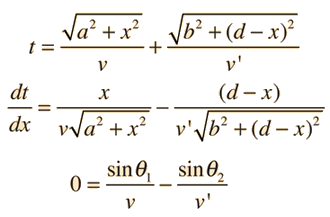 t = √(a² + x²) / v + √(b² + (d − x)²) / v'
dt/dx = x / (v√(a² + x²)) − (d − x) / (v'√(b² + (d − x)²))
0 = sinθ₁ / v − sinθ₂ / v'